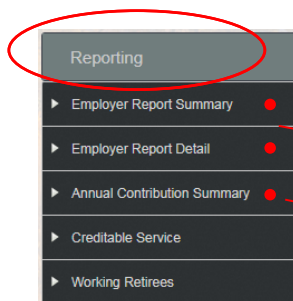 Reporting
Employer Report Summary
Employer Report Detail
Annual Contribution Summary
Creditable Service
Working Retirees